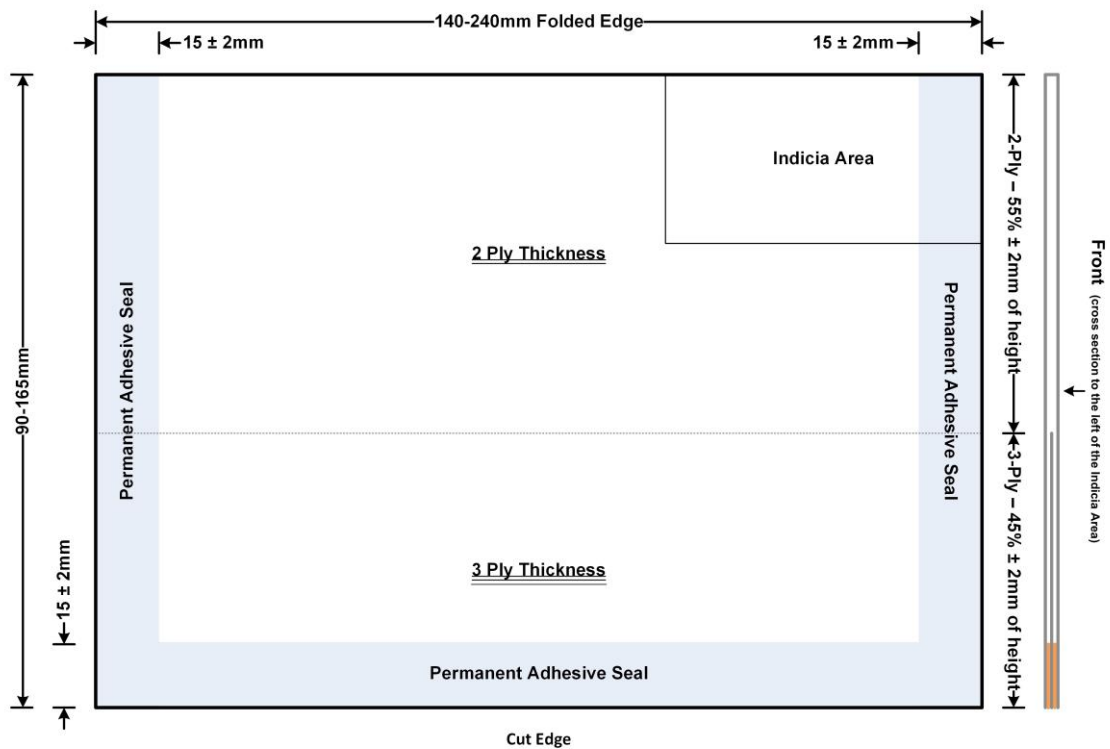 140-240mm Folded Edge
15 ± 2mm
15 ± 2mm
Indicia Area
2 Ply Thickness
Permanent Adhesive Seal
Permanent Adhesive Seal
90-165mm
2-Ply – 55% ± 2mm of height
Front (cross section to the left of the Indicia Area)
3-Ply – 45% ± 2mm of height
15 ± 2mm
3 Ply Thickness
Permanent Adhesive Seal
Cut Edge